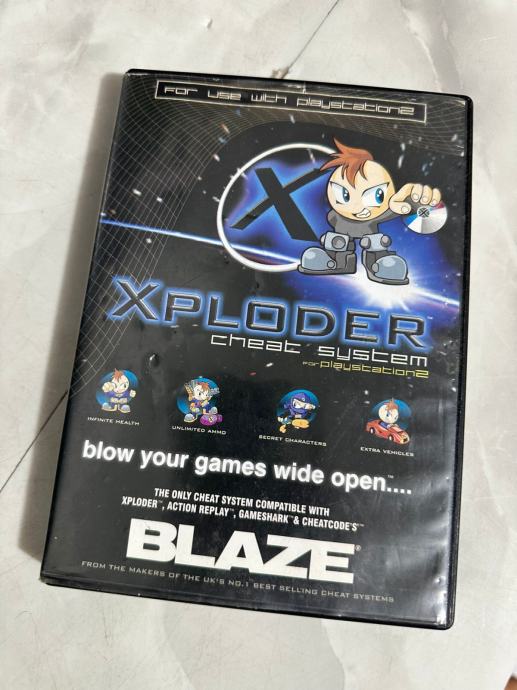 For use with playstation2
X
XPLODER™
cheat system
for playstation2
INFINITE HEALTH
UNLIMITED AMMO
SECRET CHARACTERS
EXTRA VEHICLES
blow your games wide open....™
THE ONLY CHEAT SYSTEM COMPATIBLE WITH
XPLODER™, ACTION REPLAY™, GAMESHARK™ & CHEATCODE'S™
BLAZE®
FROM THE MAKERS OF THE UK'S NO.1 BEST SELLING CHEAT SYSTEMS